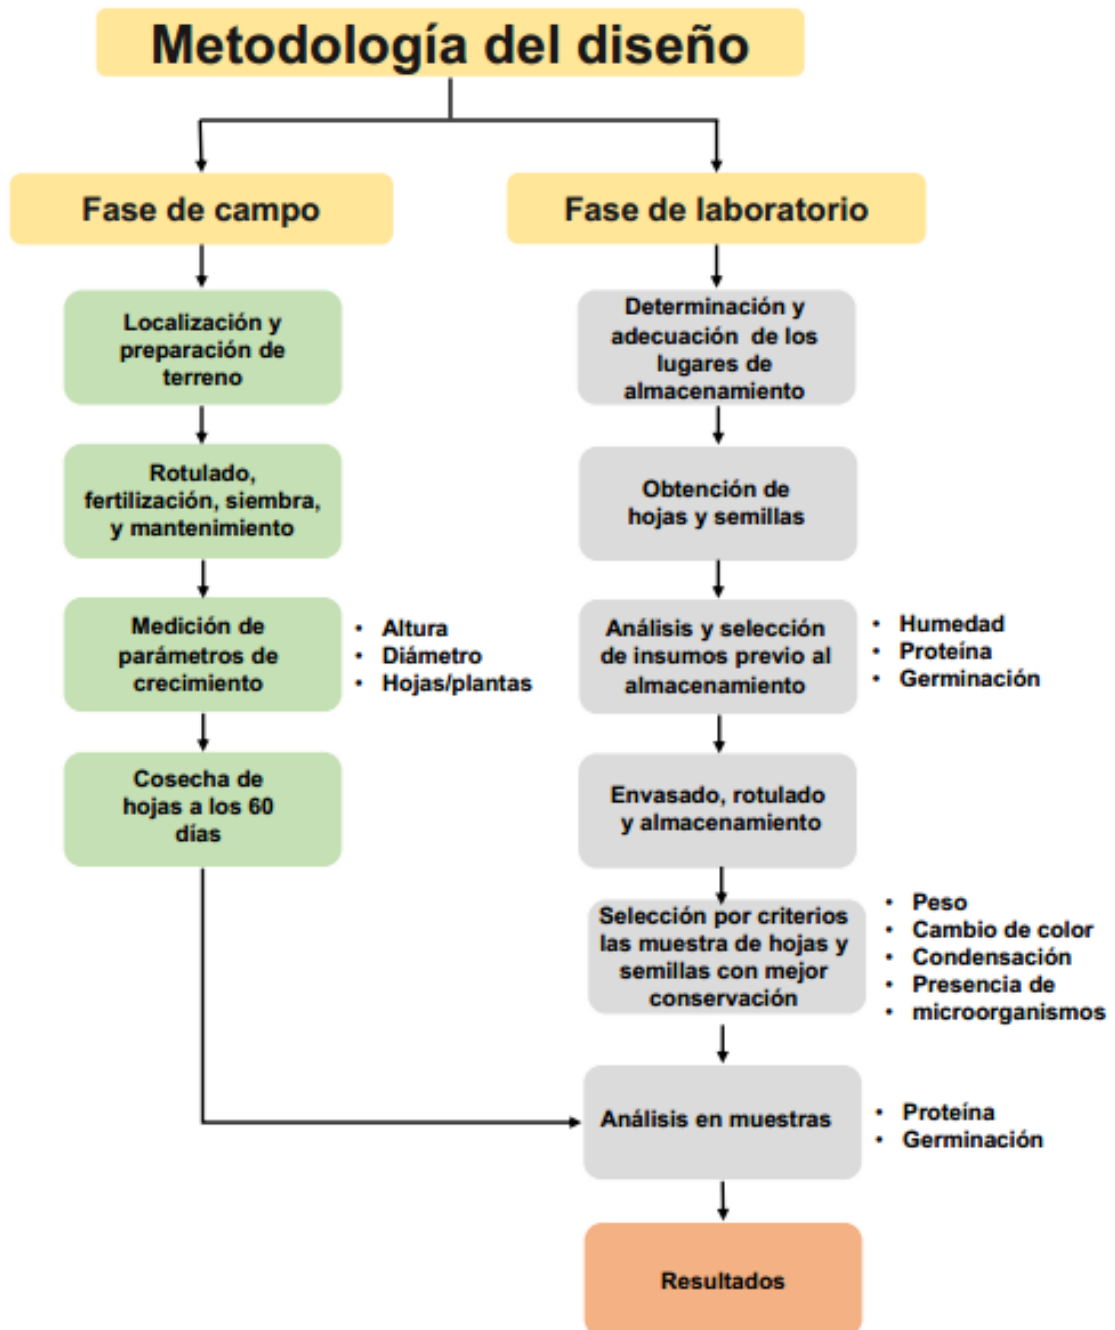 Metodología del diseño
Fase de campo
Localización y
preparación de
terreno
Rotulado,
fertilización, siembra,
y mantenimiento
Medición de
parámetros de
crecimiento
• Altura
• Diámetro
• Hojas/plantas
Cosecha de
hojas a los 60
días
Fase de laboratorio
Determinación y
adecuación de los
lugares de
almacenamiento
Obtención de
hojas y semillas
Análisis y selección
de insumos previo al
almacenamiento
• Humedad
• Proteína
• Germinación
Envasado, rotulado
y almacenamiento
Selección por criterios
las muestra de hojas y
semillas con mejor
conservación
• Peso
• Cambio de color
• Condensación
• Presencia de
• microorganismos
Análisis en muestras
• Proteína
• Germinación
Resultados